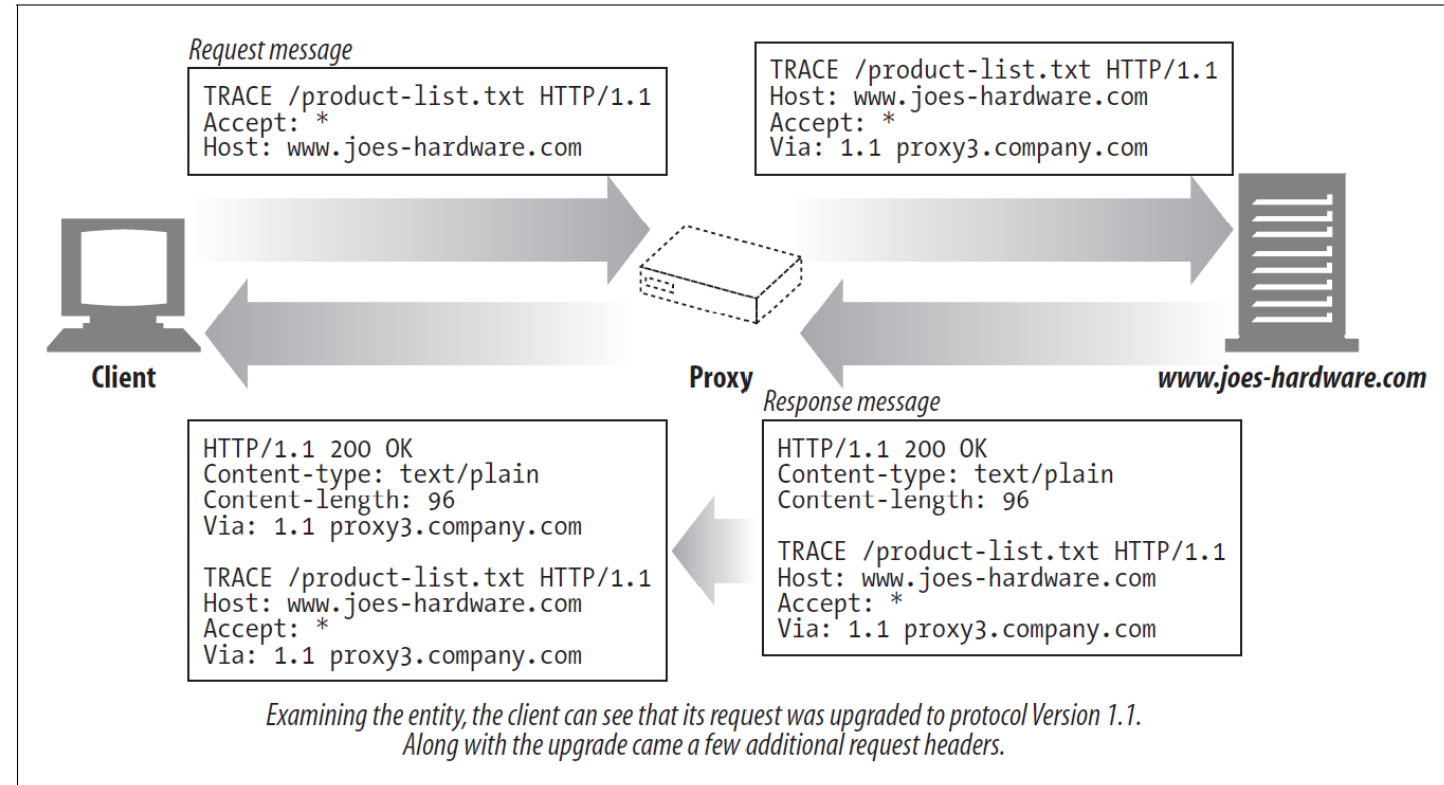 Request message
TRACE /product-list.txt HTTP/1.1
Accept: *
Host: www.joes-hardware.com
TRACE /product-list.txt HTTP/1.1
Host: www.joes-hardware.com
Accept: *
Via: 1.1 proxy3.company.com
Client
Proxy
www.joes-hardware.com
HTTP/1.1 200 OK
Content-type: text/plain
Content-length: 96
Via: 1.1 proxy3.company.com
TRACE /product-list.txt HTTP/1.1
Host: www.joes-hardware.com
Accept: *
Via: 1.1 proxy3.company.com
Response message
HTTP/1.1 200 OK
Content-type: text/plain
Content-length: 96
TRACE /product-list.txt HTTP/1.1
Host: www.joes-hardware.com
Accept: *
Via: 1.1 proxy3.company.com
Examining the entity, the client can see that its request was upgraded to protocol Version 1.1.
Along with the upgrade came a few additional request headers.